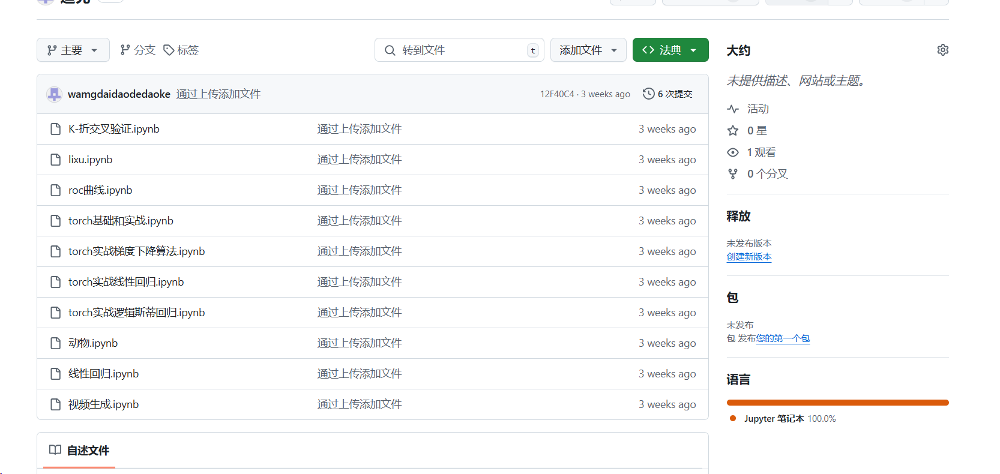 主要
分支
标签
转到文件
t
添加文件
法典
wamgdaidaodedaoke 通过上传添加文件
12F40C4 · 3 weeks ago
6 次提交
K-折交叉验证.ipynb 通过上传添加文件 3 weeks ago
lixu.ipynb 通过上传添加文件 3 weeks ago
roc曲线.ipynb 通过上传添加文件 3 weeks ago
torch基础和实战.ipynb 通过上传添加文件 3 weeks ago
torch实战梯度下降算法.ipynb 通过上传添加文件 3 weeks ago
torch实战线性回归.ipynb 通过上传添加文件 3 weeks ago
torch实战逻辑斯蒂回归.ipynb 通过上传添加文件 3 weeks ago
动物.ipynb 通过上传添加文件 3 weeks ago
线性回归.ipynb 通过上传添加文件 3 weeks ago
视频生成.ipynb 通过上传添加文件 3 weeks ago
自述文件
大约
未提供描述、网站或主题。
活动
0 星
1 观看
0 个分叉
释放
未发布版本
创建新版本
包
未发布
包 发布您的第一个包
语言
Jupyter 笔记本 100.0%